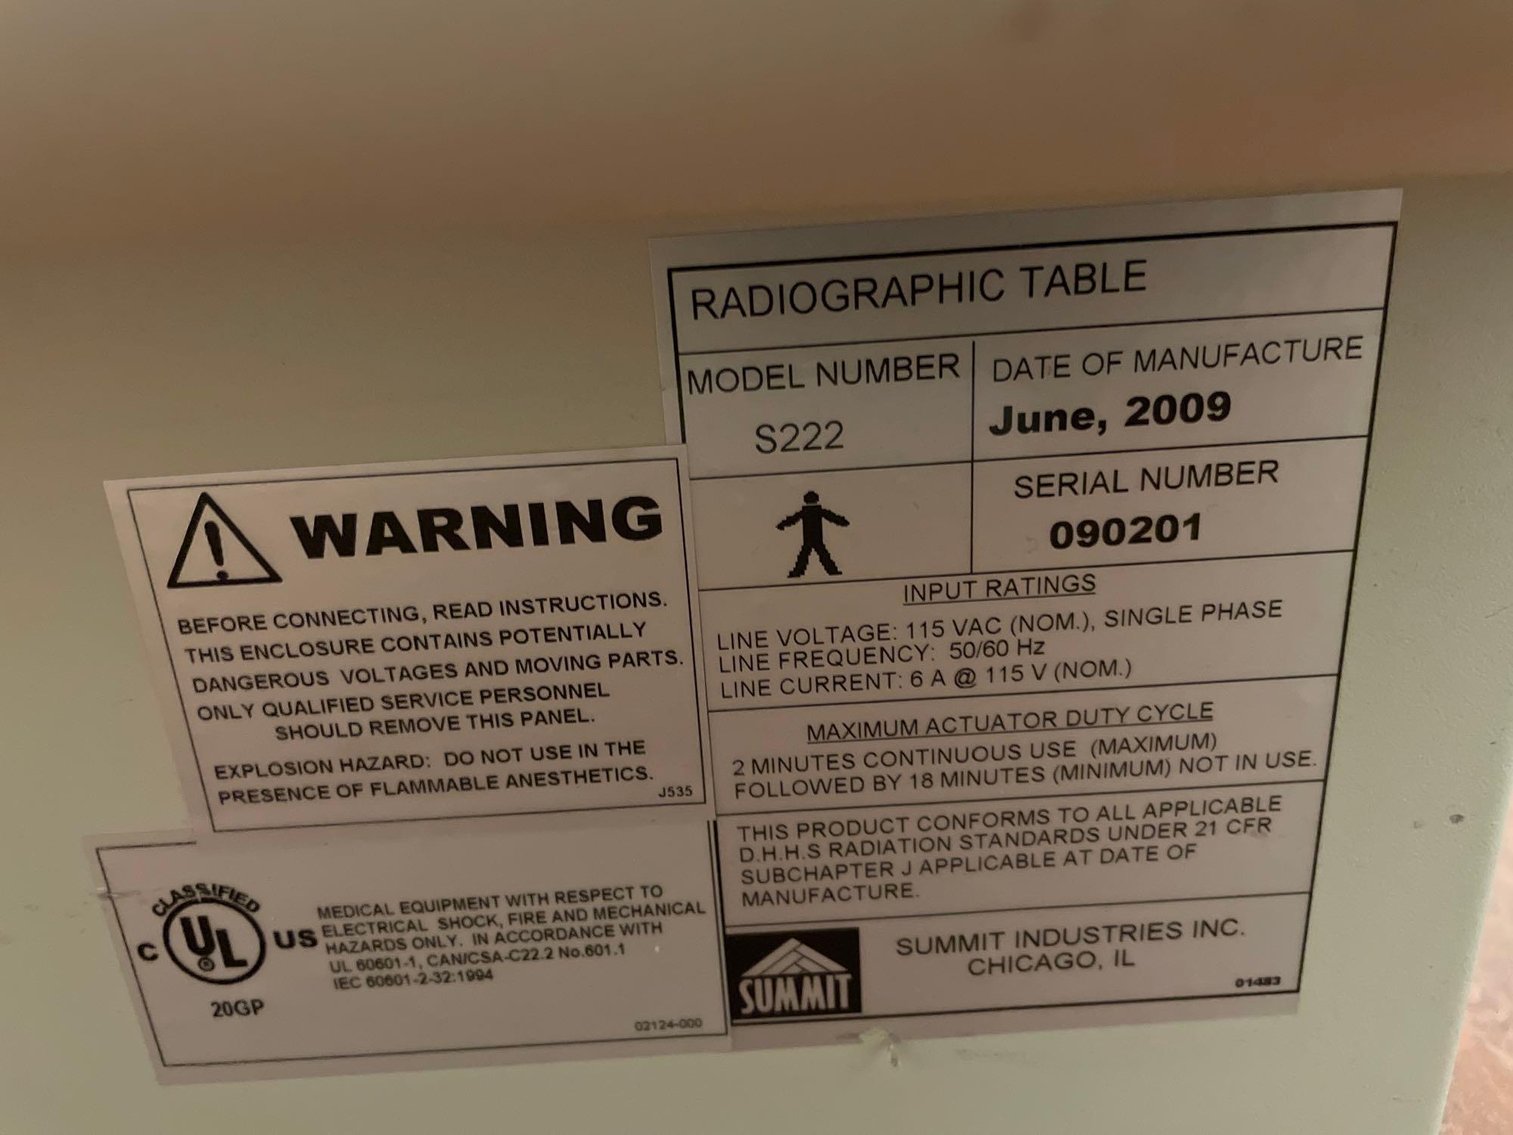 RADIOGRAPHIC TABLE
MODEL NUMBER
S222
DATE OF MANUFACTURE
June, 2009
SERIAL NUMBER
090201
INPUT RATINGS
LINE VOLTAGE: 115 VAC (NOM.), SINGLE PHASE
LINE FREQUENCY: 50/60 Hz
LINE CURRENT: 6 A @ 115 V (NOM.)
MAXIMUM ACTUATOR DUTY CYCLE
2 MINUTES CONTINUOUS USE (MAXIMUM)
FOLLOWED BY 18 MINUTES (MINIMUM) NOT IN USE.
THIS PRODUCT CONFORMS TO ALL APPLICABLE
D.H.H.S RADIATION STANDARDS UNDER 21 CFR
SUBCHAPTER J APPLICABLE AT DATE OF
MANUFACTURE.
SUMMIT
SUMMIT INDUSTRIES INC.
CHICAGO, IL
01483
WARNING
BEFORE CONNECTING, READ INSTRUCTIONS.
THIS ENCLOSURE CONTAINS POTENTIALLY
DANGEROUS VOLTAGES AND MOVING PARTS.
ONLY QUALIFIED SERVICE PERSONNEL
SHOULD REMOVE THIS PANEL.
EXPLOSION HAZARD: DO NOT USE IN THE
PRESENCE OF FLAMMABLE ANESTHETICS.
J535
CLASSIFIED
C UL ® US
20GP
MEDICAL EQUIPMENT WITH RESPECT TO
ELECTRICAL SHOCK, FIRE AND MECHANICAL
HAZARDS ONLY. IN ACCORDANCE WITH
UL 60601-1, CAN/CSA-C22.2 No.601.1
IEC 60601-2-32:1994
02124-000